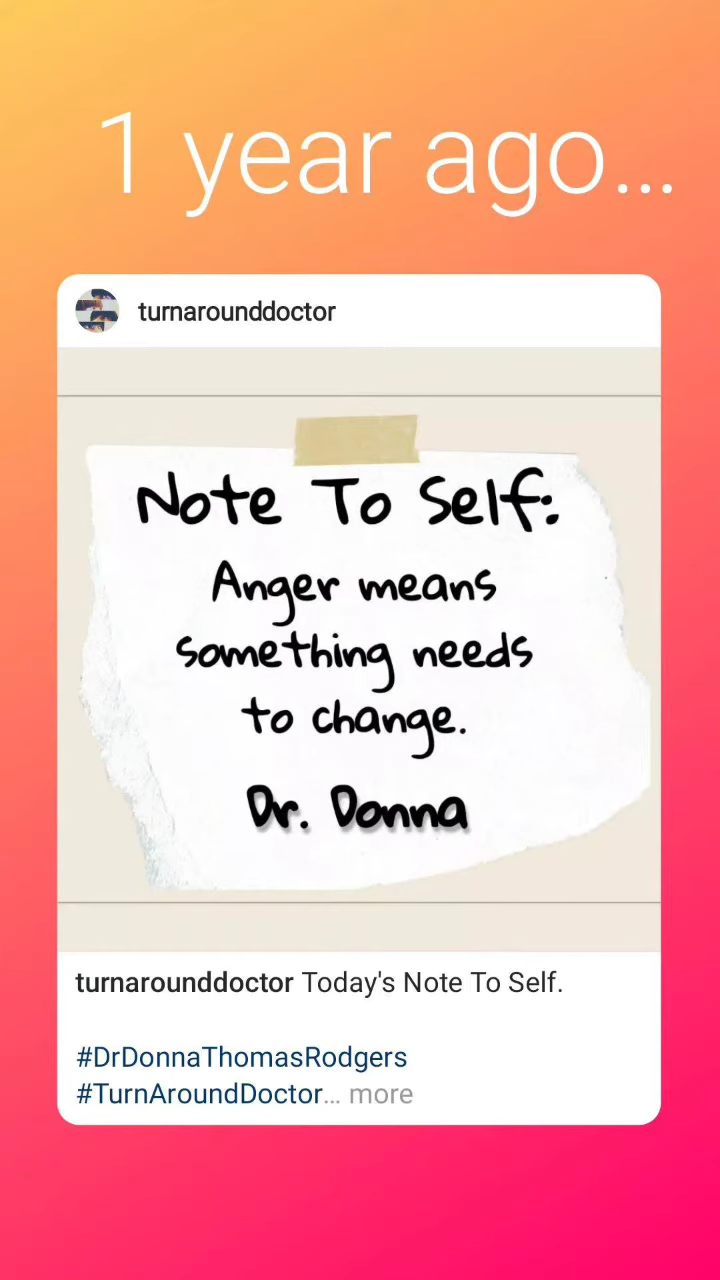 1 year ago...
turnarounddoctor
Note To Self:
Anger means
something needs
to change.
Dr. Donna
turnarounddoctor Today's Note To Self.
#DrDonnaThomasRodgers
#TurnAroundDoctor... more